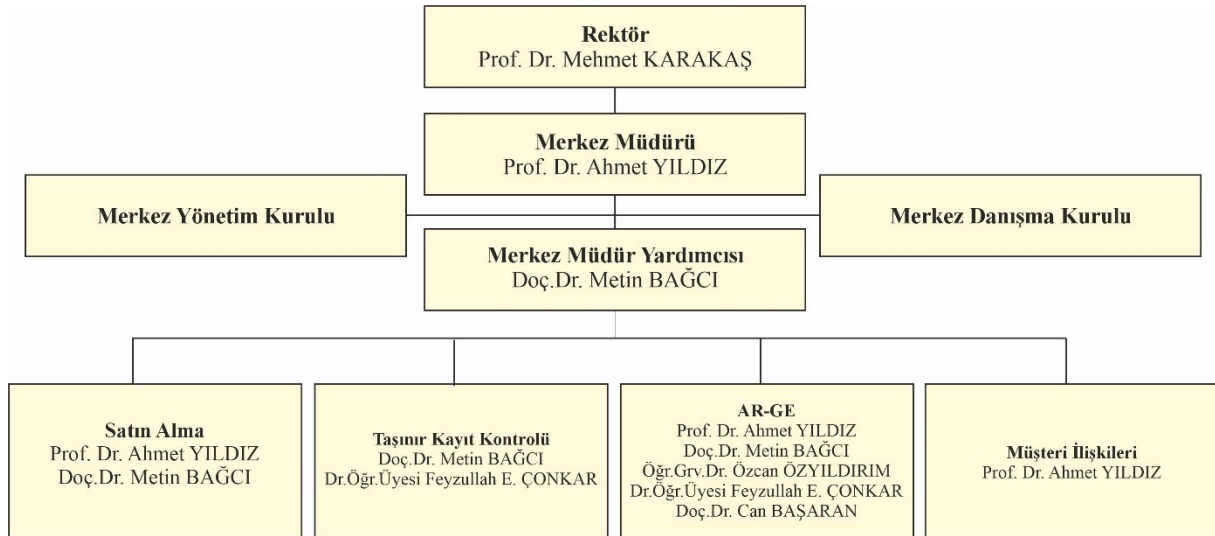 Rektör
Prof. Dr. Mehmet KARAKAŞ
Merkez Müdürü
Prof. Dr. Ahmet YILDIZ
Merkez Yönetim Kurulu
Merkez Danışma Kurulu
Merkez Müdür Yardımcısı
Doç.Dr. Metin BAĞCI
Satın Alma
Prof. Dr. Ahmet YILDIZ
Doç.Dr. Metin BAĞCI
Taşınır Kayıt Kontrolü
Doç.Dr. Metin BAĞCI
Dr.Öğr.Üyesi Feyzullah E. ÇONKAR
AR-GE
Prof. Dr. Ahmet YILDIZ
Doç.Dr. Metin BAĞCI
Öğr.Grv.Dr. Özcan ÖZYILDIRIM
Dr.Öğr.Üyesi Feyzullah E. ÇONKAR
Doç.Dr. Can BAŞARAN
Müşteri İlişkileri
Prof. Dr. Ahmet YILDIZ